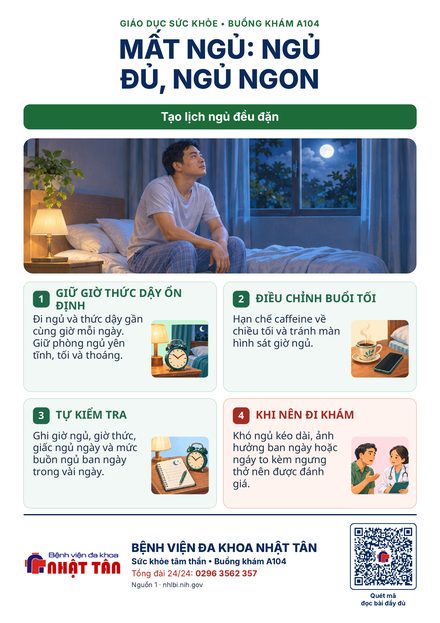 GIÁO DỤC SỨC KHỎE • BUỒNG KHÁM A104
MẤT NGỦ: NGỦ
ĐỦ, NGỦ NGON
Tạo lịch ngủ đều đặn
1
GIỮ GIỜ THỨC DẬY ỔN
ĐỊNH
Đi ngủ và thức dậy gần
cùng giờ mỗi ngày.
Giữ phòng ngủ yên
tĩnh, tối và thoáng.
2
ĐIỀU CHỈNH BUỔI TỐI
Hạn chế caffeine về
chiều tối và tránh màn
hình sát giờ ngủ.
3
TỰ KIỂM TRA
Ghi giờ ngủ, giờ thức,
giấc ngủ ngày và mức
buồn ngủ ban ngày
trong vài ngày.
4
KHI NÊN ĐI KHÁM
Khó ngủ kéo dài, ảnh
hưởng ban ngày hoặc
ngáy to kèm ngưng
thở nên được đánh
giá.
Bệnh viện đa khoa
NHẬT TÂN
BỆNH VIỆN ĐA KHOA NHẬT TÂN
Sức khỏe tâm thần • Buồng khám A104
Tổng đài 24/24: 0296 3562 357
Nguồn 1 · nhlbi.nih.gov
Quét mã
đọc bài đầy đủ